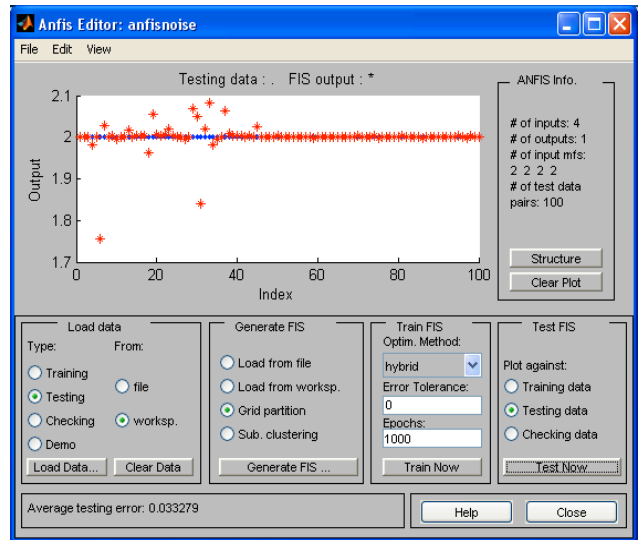 Anfis Editor: anfisnoise
File Edit View
Testing data : . FIS output : *
2.1
2
1.9
1.8
1.7
Output
0 20 40 60 80 100
Index
ANFIS Info.
# of inputs: 4
# of outputs: 1
# of input mfs:
2 2 2 2
# of test data
pairs: 100
Structure
Clear Plot
Load data
Type: From:
Training
Testing
Checking
Demo
file
worksp.
Load Data... Clear Data
Generate FIS
Load from file
Load from worksp.
Grid partition
Sub. clustering
Generate FIS ...
Train FIS
Optim. Method:
hybrid
Error Tolerance:
0
Epochs:
1000
Train Now
Test FIS
Plot against:
Training data
Testing data
Checking data
Test Now
Average testing error: 0.033279
Help Close